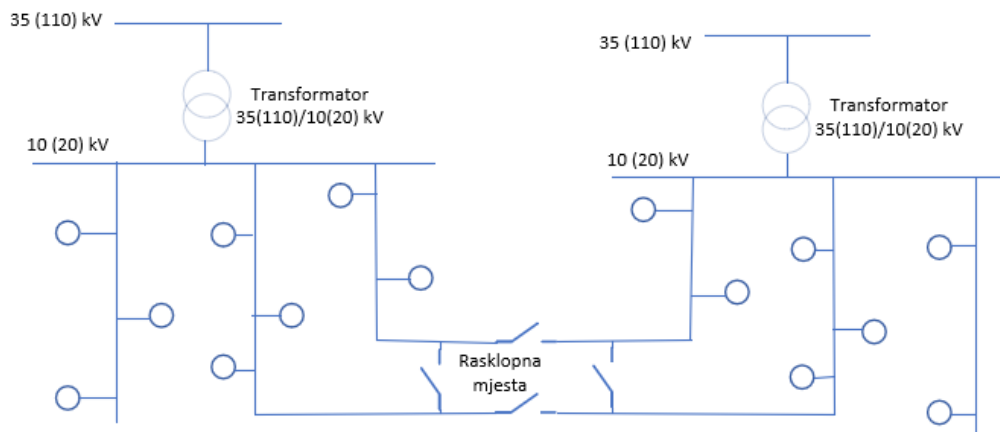 35 (110) kV
Transformator
35(110)/10(20) kV
10 (20) kV
35 (110) kV
Transformator
35(110)/10(20) kV
10 (20) kV
Rasklopna
mjesta